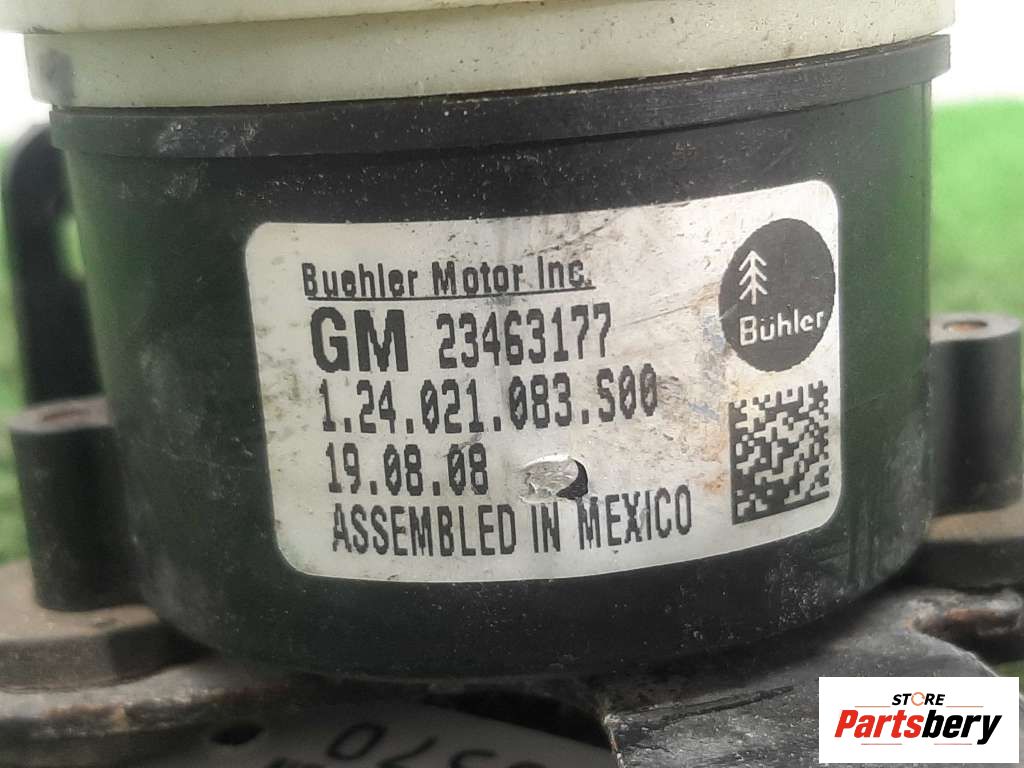 Buehler Motor Inc.
GM 23463177
1.24.021.083.S00
19.08.08
ASSEMBLED IN MEXICO
Bühler
STORE
Partsbery